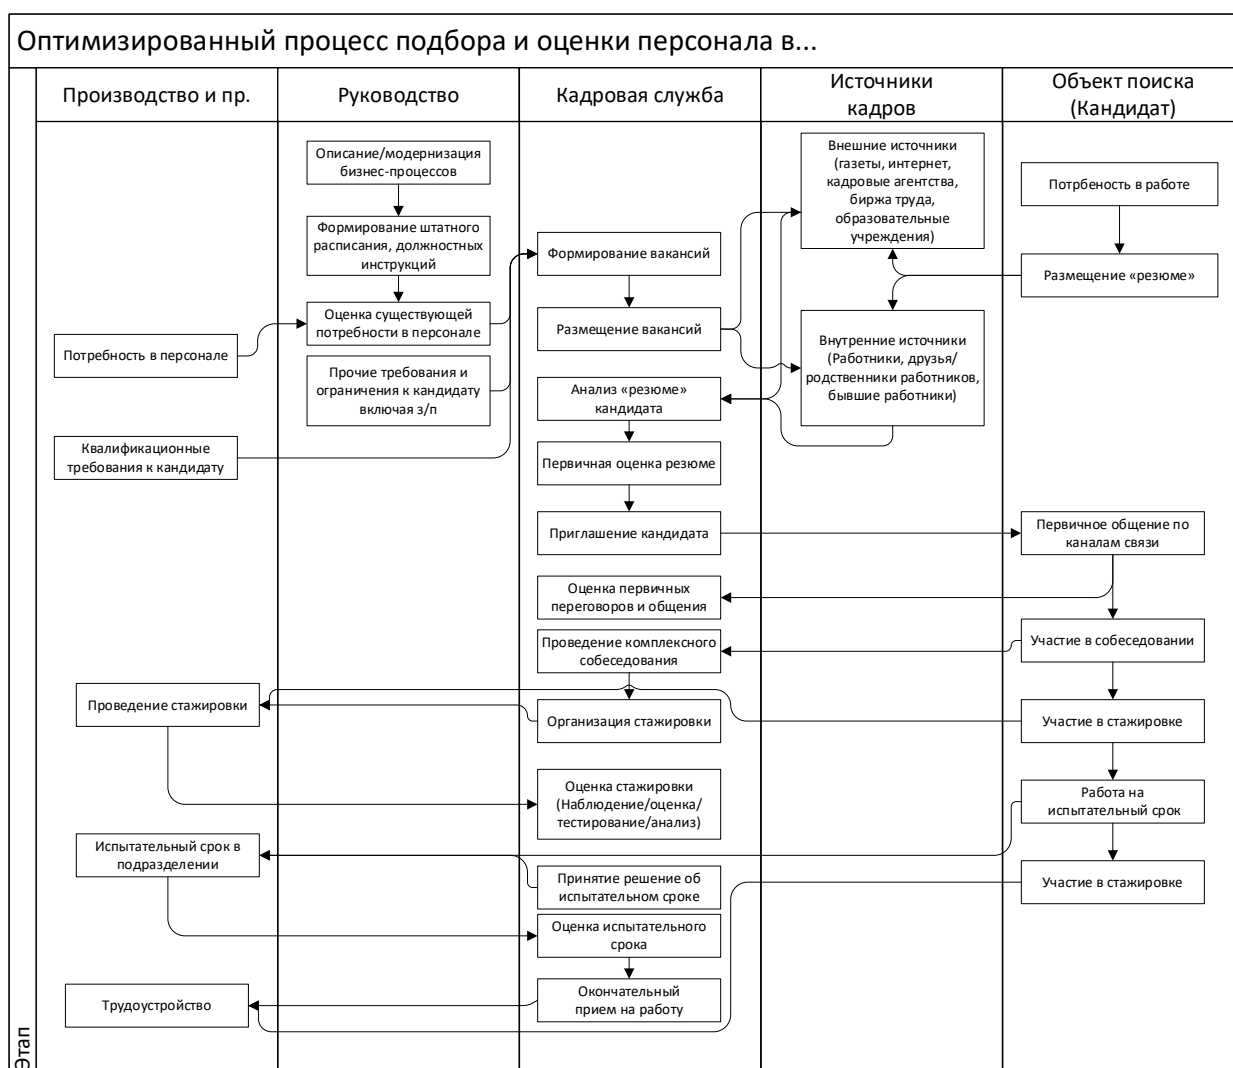 Оптимизированный процесс подбора и оценки персонала в...
Этап
Производство и пр.
Руководство
Кадровая служба
Источники
кадров
Объект поиска
(Кандидат)
Потребность в персонале
Квалификационные
требования к кандидату
Проведение стажировки
Испытательный срок в
подразделении
Трудоустройство
Описание/модернизация
бизнес-процессов
Формирование штатного
расписания, должностных
инструкций
Оценка существующей
потребности в персонале
Прочие требования и
ограничения к кандидату
включая з/п
Формирование вакансий
Размещение вакансий
Анализ «резюме»
кандидата
Первичная оценка резюме
Приглашение кандидата
Оценка первичных
переговоров и общения
Проведение комплексного
собеседования
Организация стажировки
Оценка стажировки
(Наблюдение/оценка/
тестирование/анализ)
Принятие решение об
испытательном сроке
Оценка испытательного
срока
Окончательный
прием на работу
Внешние источники
(газеты, интернет,
кадровые агентства,
биржа труда,
образовательные
учреждения)
Внутренние источники
(Работники, друзья/
родственники работников,
бывшие работники)
Потрбеность в работе
Размещение «резюме»
Первичное общение по
каналам связи
Участие в собеседовании
Участие в стажировке
Работа на
испытательный срок
Участие в стажировке